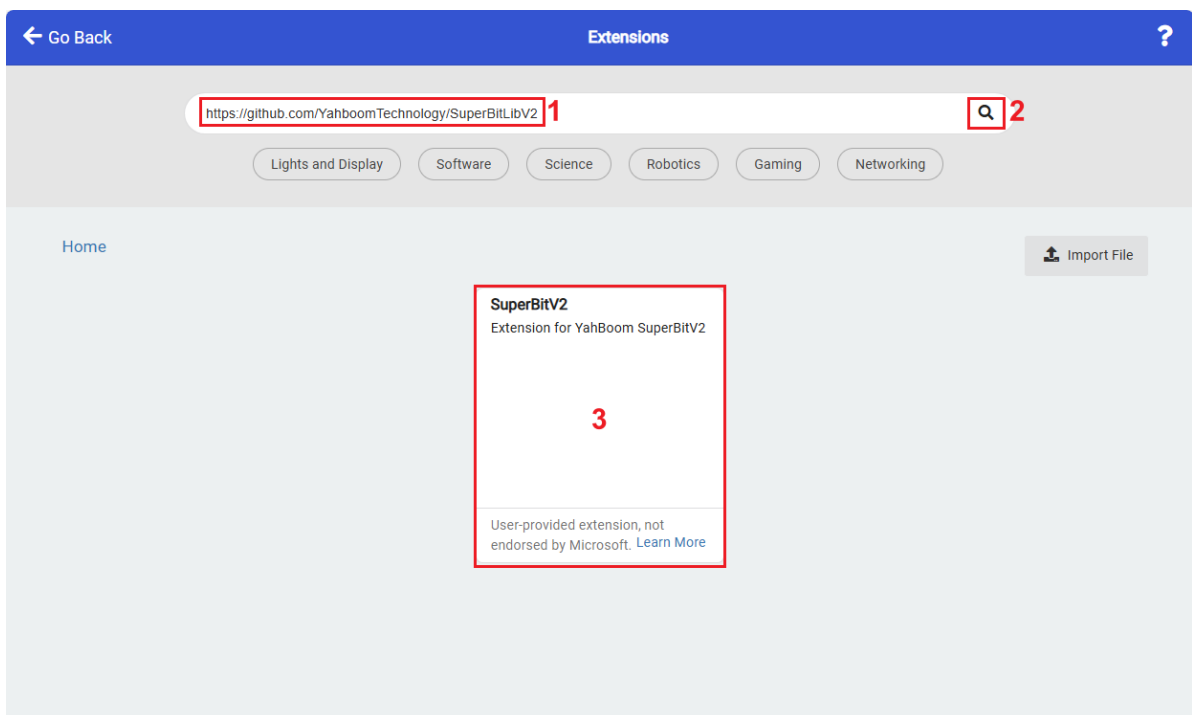 Go Back
Extensions
?
https://github.com/YahboomTechnology/SuperBitLibV2
1
2
Lights and Display
Software
Science
Robotics
Gaming
Networking
Home
Import File
SuperBitV2
Extension for YahBoom SuperBitV2
3
User-provided extension, not
endorsed by Microsoft. Learn More